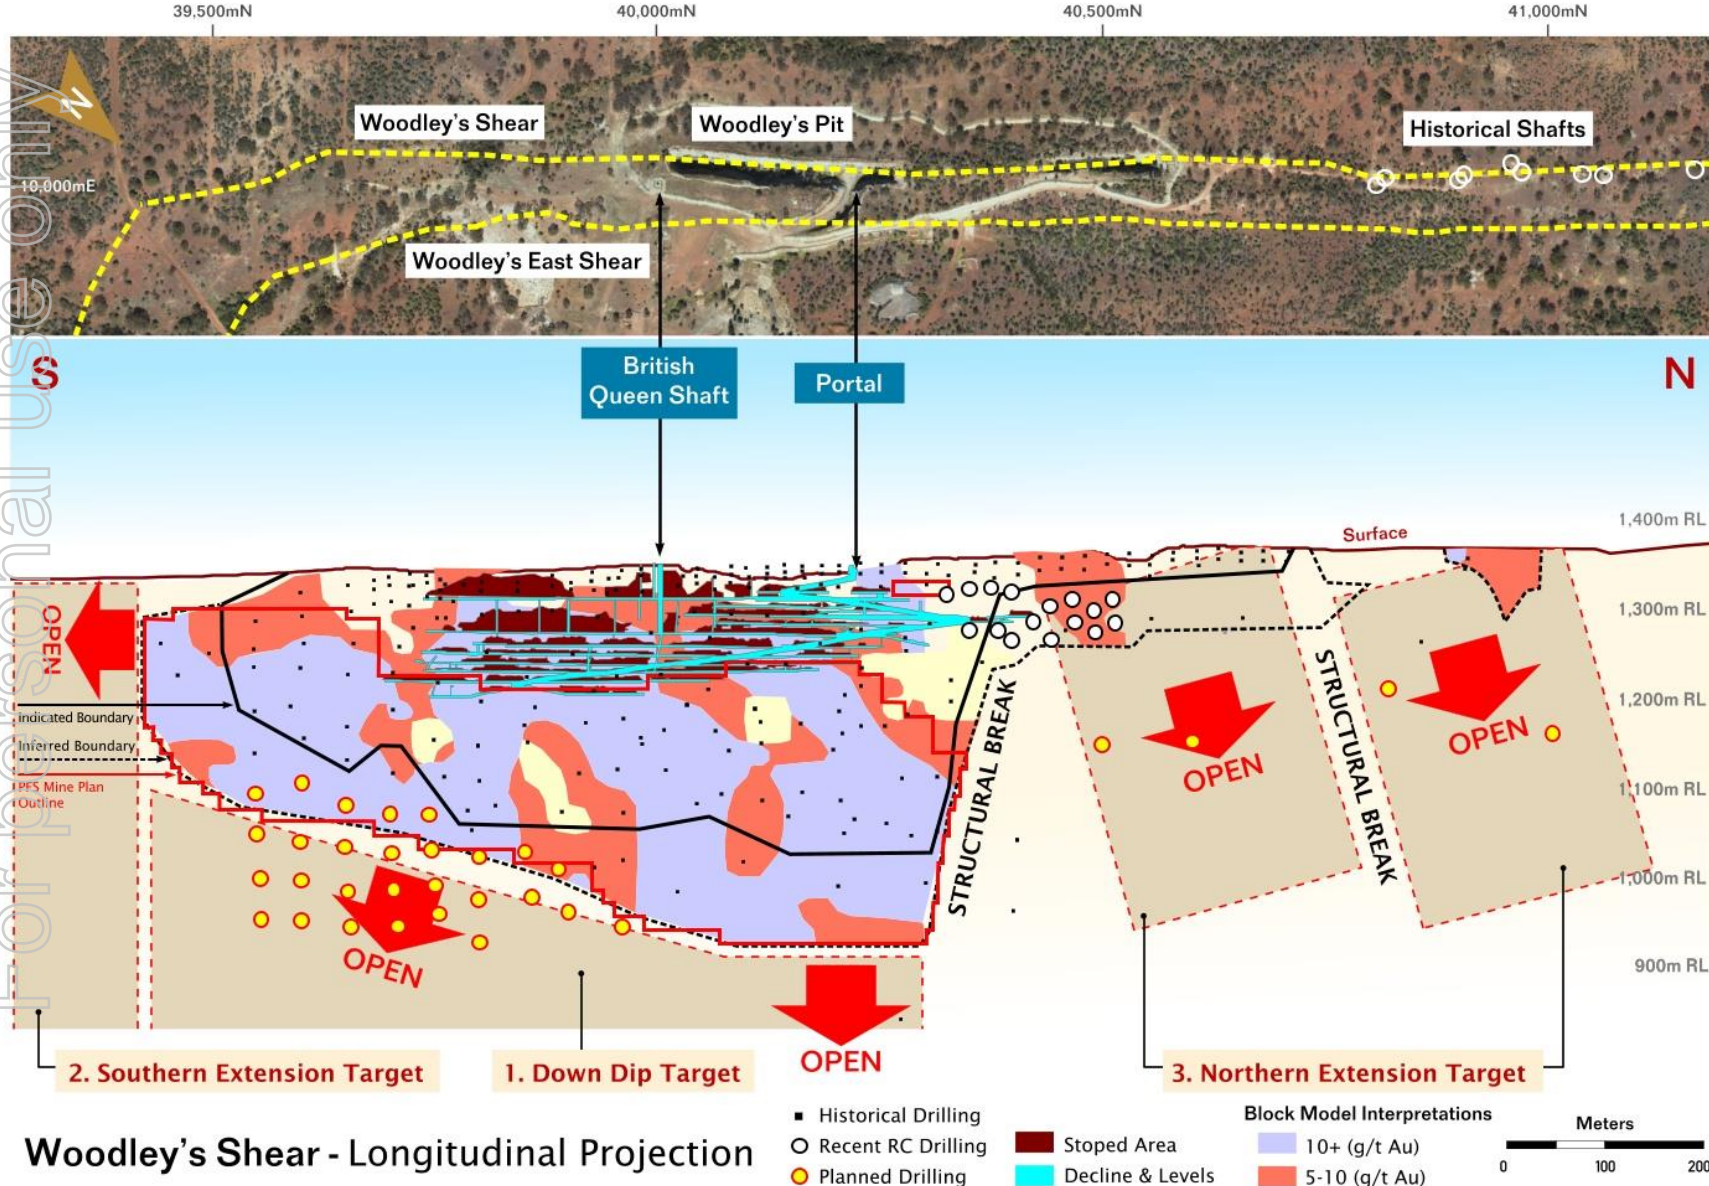 39,500mN
40,000mN
40,500mN
41,000mN
N
Woodley's Shear
Woodley's Pit
Historical Shafts
10,000mE
Woodley's East Shear
For personal use only
S
British
Queen Shaft
Portal
N
1,400m RL
Surface
1,300m RL
OPEN
STRUCTURAL BREAK
STRUCTURAL BREAK
STRUCTURAL BREAK
1,200m RL
Indicated Boundary
Inferred Boundary
PFS Mine Plan
Outline
OPEN
OPEN
1,100m RL
1,000m RL
OPEN
900m RL
OPEN
2. Southern Extension Target
1. Down Dip Target
3. Northern Extension Target
Woodley's Shear - Longitudinal Projection
Historical Drilling
Recent RC Drilling
Planned Drilling
Stoped Area
Decline & Levels
Block Model Interpretations
10+ (g/t Au)
5-10 (g/t Au)
Meters
0 100 200